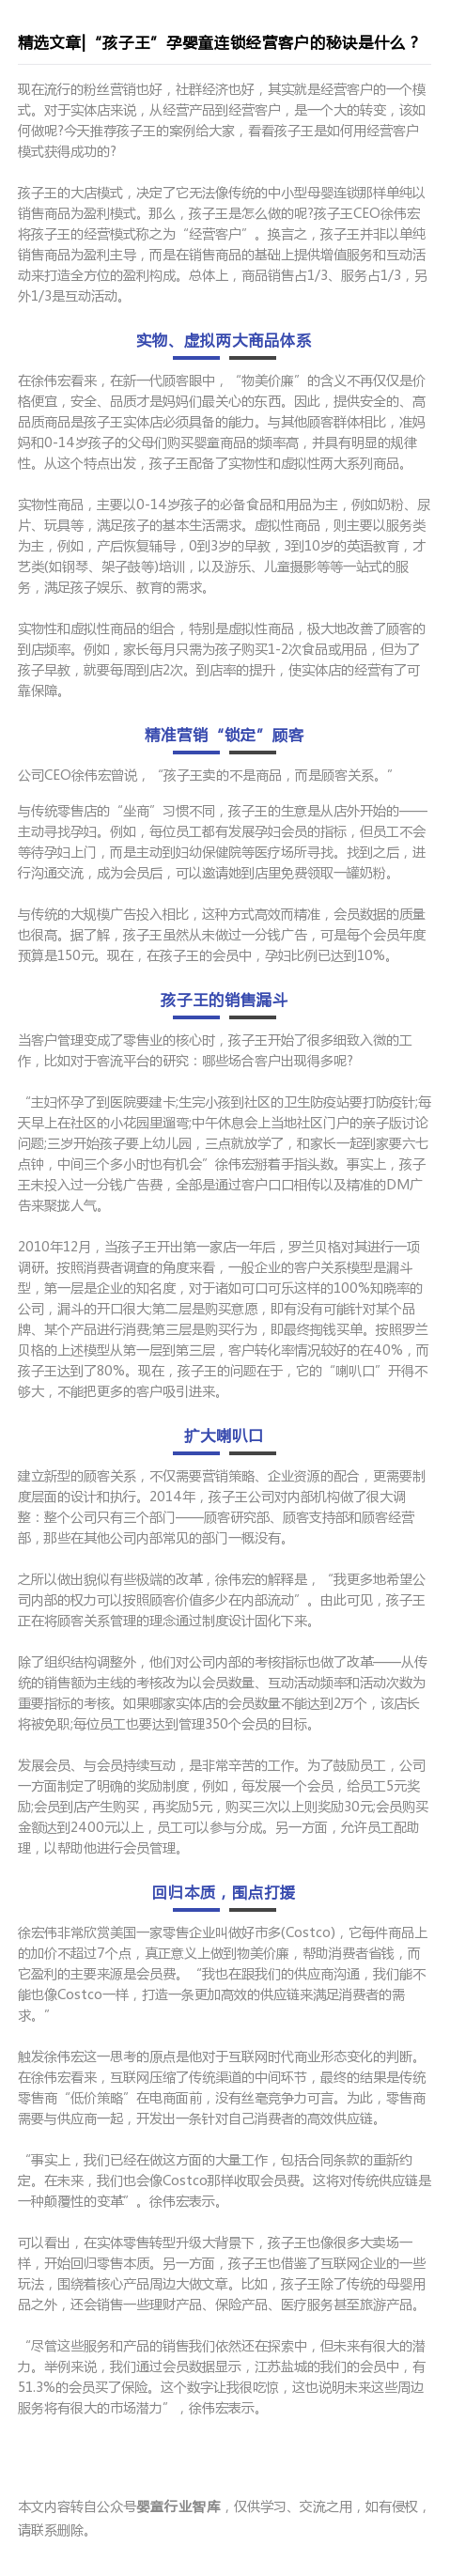 精选文章|“孩子王”孕婴童连锁经营客户的秘诀是什么？
现在流行的粉丝营销也好，社群经济也好，其实就是经营客户的一个模
式。对于实体店来说，从经营产品到经营客户，是一个大的转变，该如
何做呢?今天推荐孩子王的案例给大家，看看孩子王是如何用经营客户
模式获得成功的?
孩子王的大店模式，决定了它无法像传统的中小型母婴连锁那样单纯以
销售商品为盈利模式。那么，孩子王是怎么做的呢?孩子王CEO徐伟宏
将孩子王的经营模式称之为“经营客户”。换言之，孩子王并非以单纯
销售商品为盈利主导，而是在销售商品的基础上提供增值服务和互动活
动来打造全方位的盈利构成。总体上，商品销售占1/3、服务占1/3，另
外1/3是互动活动。
实物、虚拟两大商品体系
在徐伟宏看来，在新一代顾客眼中，“物美价廉”的含义不再仅仅是价
格便宜，安全、品质才是妈妈们最关心的东西。因此，提供安全的、高
品质商品是孩子王实体店必须具备的能力。与其他顾客群体相比，准妈
妈和0-14岁孩子的父母们购买婴童商品的频率高，并具有明显的规律
性。从这个特点出发，孩子王配备了实物性和虚拟性两大系列商品。
实物性商品，主要以0-14岁孩子的必备食品和用品为主，例如奶粉、尿
片、玩具等，满足孩子的基本生活需求。虚拟性商品，则主要以服务类
为主，例如，产后恢复辅导，0到3岁的早教，3到10岁的英语教育，才
艺类(如钢琴、架子鼓等)培训，以及游乐、儿童摄影等等一站式的服
务，满足孩子娱乐、教育的需求。
实物性和虚拟性商品的组合，特别是虚拟性商品，极大地改善了顾客的
到店频率。例如，家长每月只需为孩子购买1-2次食品或用品，但为了
孩子早教，就要每周到店2次。到店率的提升，使实体店的经营有了可
靠保障。
精准营销“锁定”顾客
公司CEO徐伟宏曾说，“孩子王卖的不是商品，而是顾客关系。”
与传统零售店的“坐商”习惯不同，孩子王的生意是从店外开始的——
主动寻找孕妇。例如，每位员工都有发展孕妇会员的指标，但员工不会
等待孕妇上门，而是主动到妇幼保健院等医疗场所寻找。找到之后，进
行沟通交流，成为会员后，可以邀请她到店里免费领取一罐奶粉。
与传统的大规模广告投入相比，这种方式高效而精准，会员数据的质量
也很高。据了解，孩子王虽然从未做过一分钱广告，可是每个会员年度
预算是150元。现在，在孩子王的会员中，孕妇比例已达到10%。
孩子王的销售漏斗
当客户管理变成了零售业的核心时，孩子王开始了很多细致入微的工
作，比如对于客流平台的研究：哪些场合客户出现得多呢?
“主妇怀孕了到医院要建卡;生完小孩到社区的卫生防疫站要打防疫针;每
天早上在社区的小花园里遛弯;中午休息会上当地社区门户的亲子版讨论
问题;三岁开始孩子要上幼儿园，三点就放学了，和家长一起到家要六七
点钟，中间三个多小时也有机会”徐伟宏掰着手指头数。事实上，孩子
王未投入过一分钱广告费，全部是通过客户口口相传以及精准的DM广
告来聚拢人气。
2010年12月，当孩子王开出第一家店一年后，罗兰贝格对其进行一项
调研。按照消费者调查的角度来看，一般企业的客户关系模型是漏斗
型，第一层是企业的知名度，对于诸如可口可乐这样的100%知晓率的
公司，漏斗的开口很大;第二层是购买意愿，即有没有可能针对某个品
牌、某个产品进行消费;第三层是购买行为，即最终掏钱买单。按照罗兰
贝格的上述模型从第一层到第三层，客户转化率情况较好的在40%，而
孩子王达到了80%。现在，孩子王的问题在于，它的“喇叭口”开得不
够大，不能把更多的客户吸引进来。
扩大喇叭口
建立新型的顾客关系，不仅需要营销策略、企业资源的配合，更需要制
度层面的设计和执行。2014年，孩子王公司对内部机构做了很大调
整：整个公司只有三个部门——顾客研究部、顾客支持部和顾客经营
部，那些在其他公司内部常见的部门一概没有。
之所以做出貌似有些极端的改革，徐伟宏的解释是，“我更多地希望公
司内部的权力可以按照顾客价值多少在内部流动”。由此可见，孩子王
正在将顾客关系管理的理念通过制度设计固化下来。
除了组织结构调整外，他们对公司内部的考核指标也做了改革——从传
统的销售额为主线的考核改为以会员数量、互动活动频率和活动次数为
重要指标的考核。如果哪家实体店的会员数量不能达到2万个，该店长
将被免职;每位员工也要达到管理350个会员的目标。
发展会员、与会员持续互动，是非常辛苦的工作。为了鼓励员工，公司
一方面制定了明确的奖励制度，例如，每发展一个会员，给员工5元奖
励;会员到店产生购买，再奖励5元，购买三次以上则奖励30元;会员购买
金额达到2400元以上，员工可以参与分成。另一方面，允许员工配助
理，以帮助他进行会员管理。
回归本质，围点打援
徐宏伟非常欣赏美国一家零售企业叫做好市多(Costco)，它每件商品上
的加价不超过7个点，真正意义上做到物美价廉，帮助消费者省钱，而
它盈利的主要来源是会员费。“我也在跟我们的供应商沟通，我们能不
能也像Costco一样，打造一条更加高效的供应链来满足消费者的需
求。”
触发徐伟宏这一思考的原点是他对于互联网时代商业形态变化的判断。
在徐伟宏看来，互联网压缩了传统渠道的中间环节，最终的结果是传统
零售商“低价策略”在电商面前，没有丝毫竞争力可言。为此，零售商
需要与供应商一起，开发出一条针对自己消费者的高效供应链。
“事实上，我们已经在做这方面的大量工作，包括合同条款的重新约
定。在未来，我们也会像Costco那样收取会员费。这将对传统供应链是
一种颠覆性的变革”。徐伟宏表示。
可以看出，在实体零售转型升级大背景下，孩子王也像很多大卖场一
样，开始回归零售本质。另一方面，孩子王也借鉴了互联网企业的一些
玩法，围绕着核心产品周边大做文章。比如，孩子王除了传统的母婴用
品之外，还会销售一些理财产品、保险产品、医疗服务甚至旅游产品。
“尽管这些服务和产品的销售我们依然还在探索中，但未来有很大的潜
力。举例来说，我们通过会员数据显示，江苏盐城的我们的会员中，有
51.3%的会员买了保险。这个数字让我很吃惊，这也说明未来这些周边
服务将有很大的市场潜力”，徐伟宏表示。
本文内容转自公众号婴童行业智库，仅供学习、交流之用，如有侵权，
请联系删除。